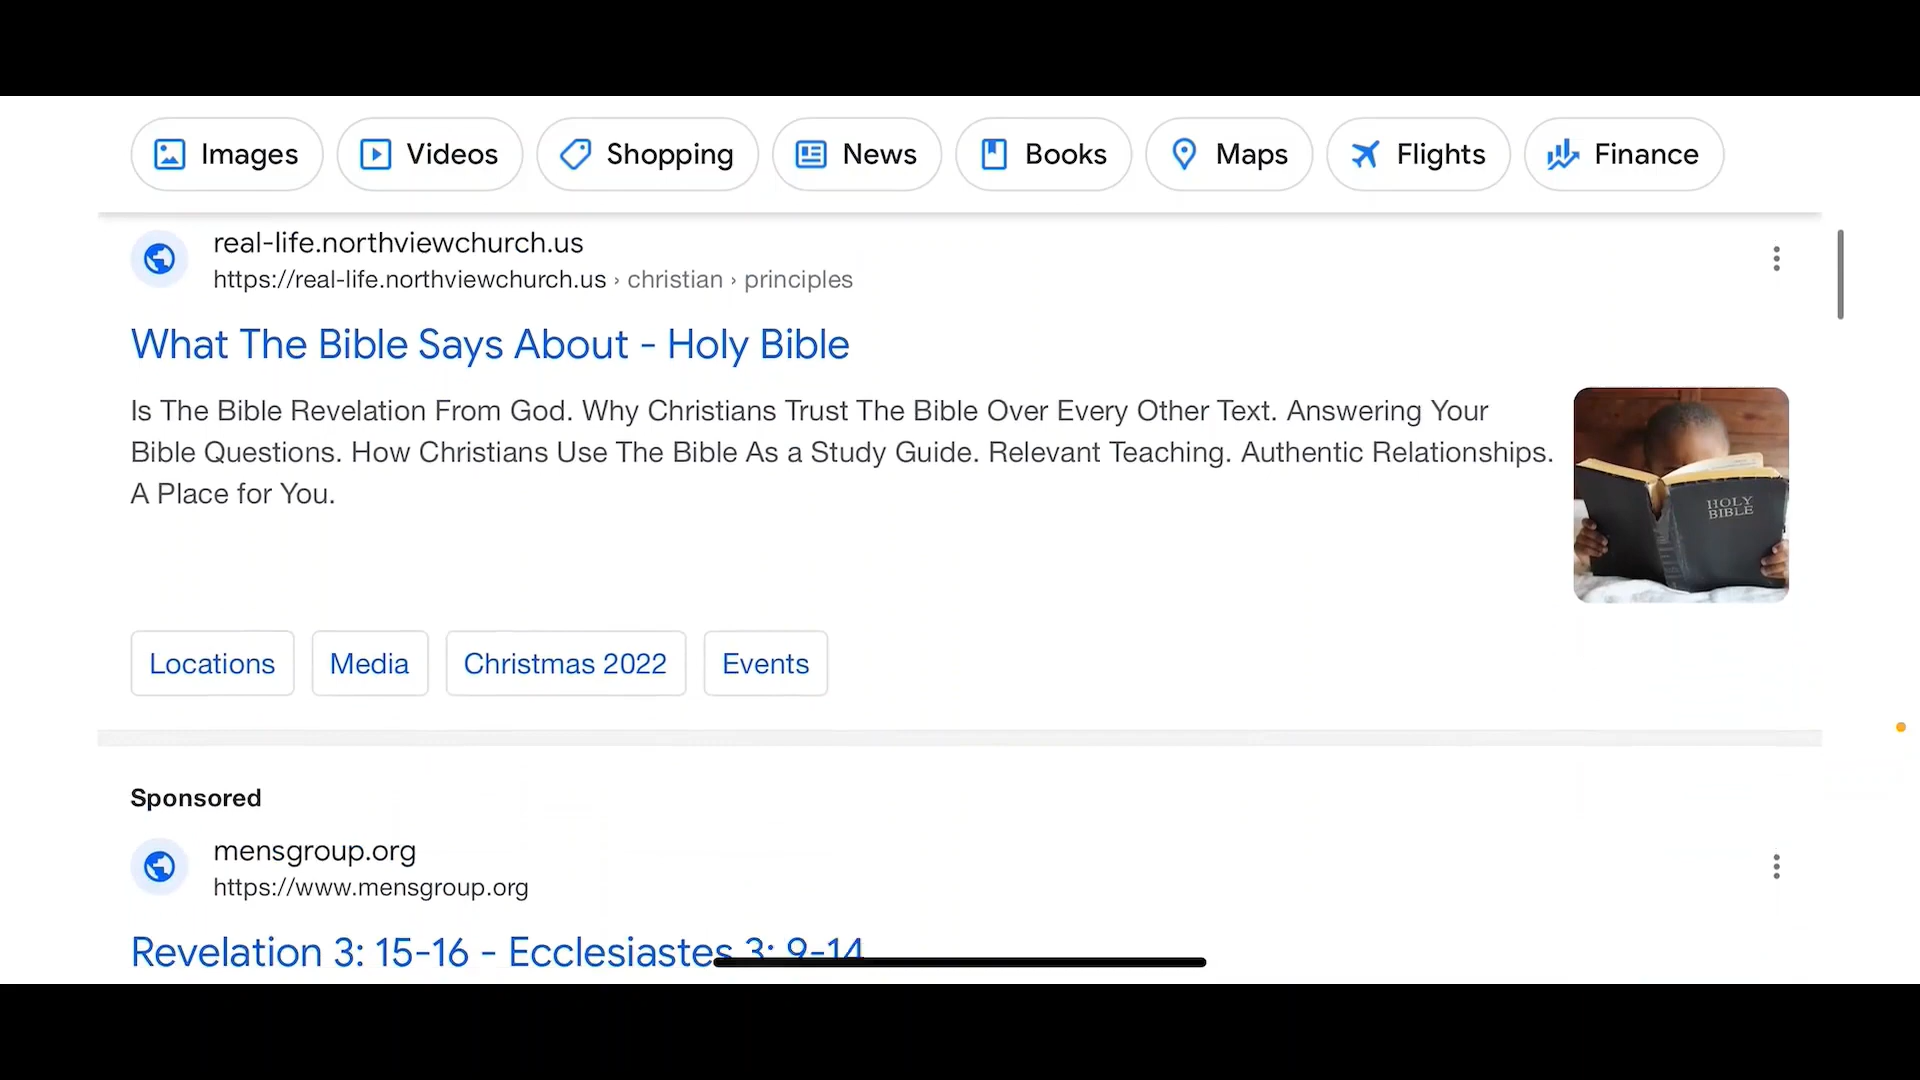 Images Videos Shopping News Books Maps Flights Finance
real-life.northviewchurch.us
https://real-life.northviewchurch.us › christian › principles
What The Bible Says About - Holy Bible
Is The Bible Revelation From God. Why Christians Trust The Bible Over Every Other Text. Answering Your
Bible Questions. How Christians Use The Bible As a Study Guide. Relevant Teaching. Authentic Relationships.
A Place for You.
HOLY
BIBLE
Locations Media Christmas 2022 Events
Sponsored
mensgroup.org
https://www.mensgroup.org
Revelation 3: 15-16 - Ecclesiastes 3: 9-14